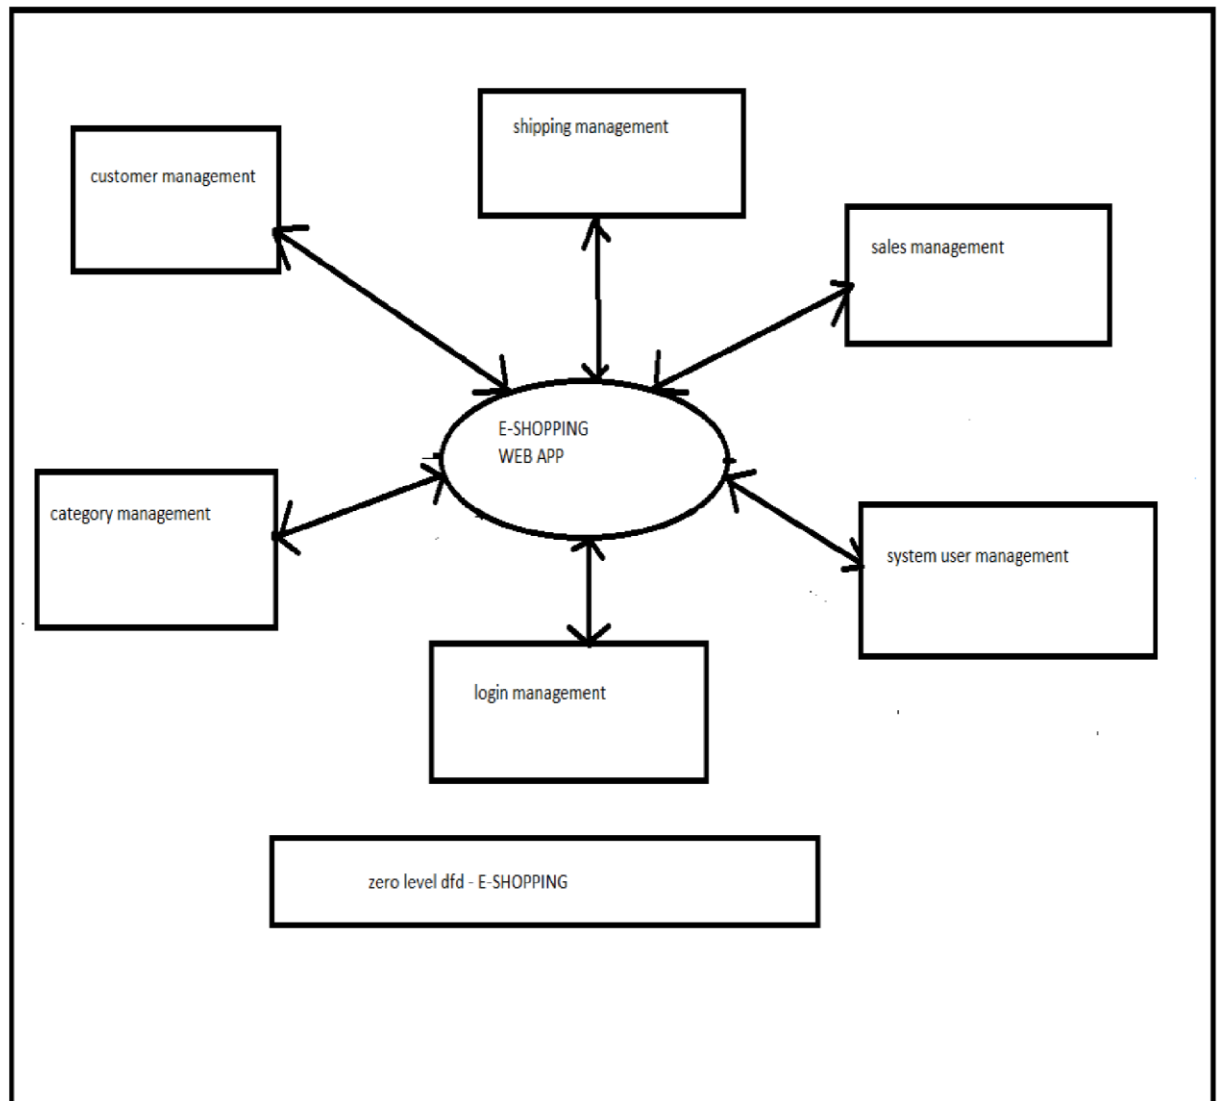 shipping management
customer management
sales management
E-SHOPPING
WEB APP
category management
system user management
login management
zero level dfd - E-SHOPPING